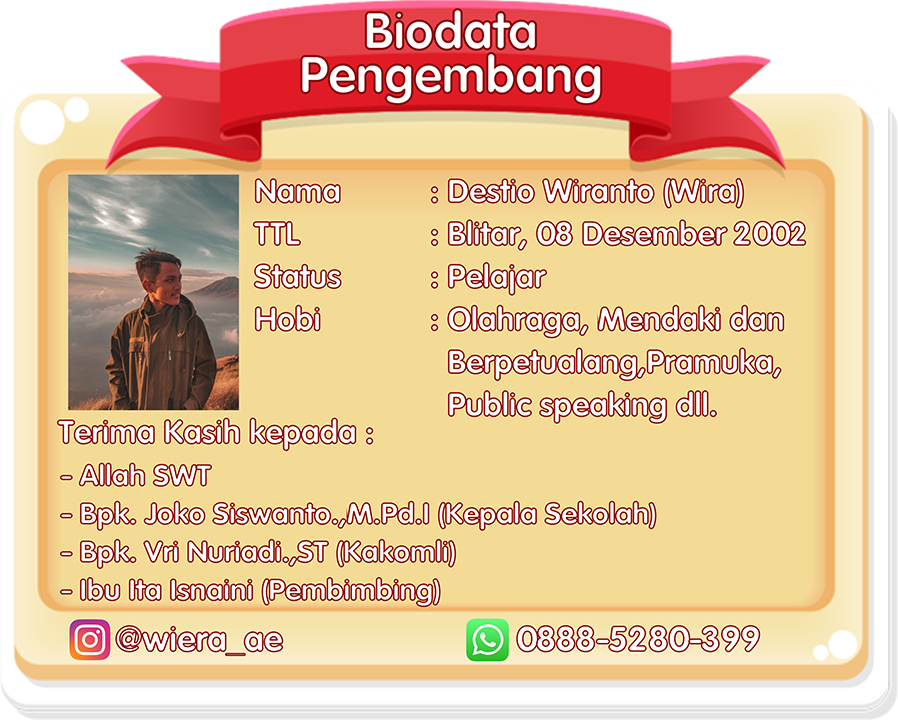 Biodata
Pengembang
Nama : Destio Wiranto (Wira)
TTL : Blitar, 08 Desember 2002
Status : Pelajar
Hobi : Olahraga, Mendaki dan
Berpetualang,Pramuka,
Public speaking dll.
Terima Kasih kepada :
- Allah SWT
- Bpk. Joko Siswanto.,M.Pd.I (Kepala Sekolah)
- Bpk. Vri Nuriadi.,ST (Kakomli)
- Ibu Ita Isnaini (Pembimbing)
@wiera_ae 0888-5280-399